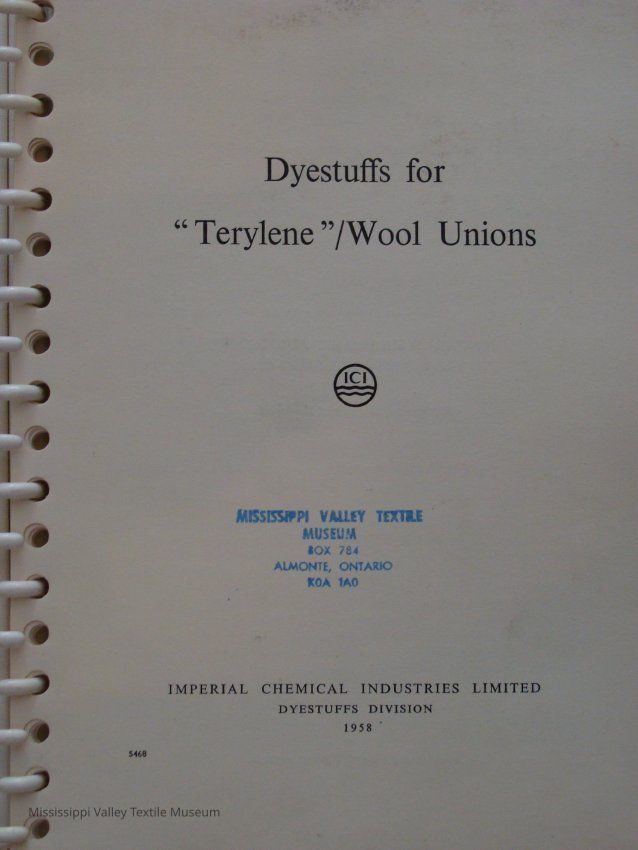 Dyestuffs for
“Terylene”/Wool Unions
ICI
MISSISSIPPI VALLEY TEXTILE
MUSEUM
BOX 784
ALMONTE, ONTARIO
K0A 1A0
IMPERIAL CHEMICAL INDUSTRIES LIMITED
DYESTUFFS DIVISION
1958
5468
Mississippi Valley Textile Museum